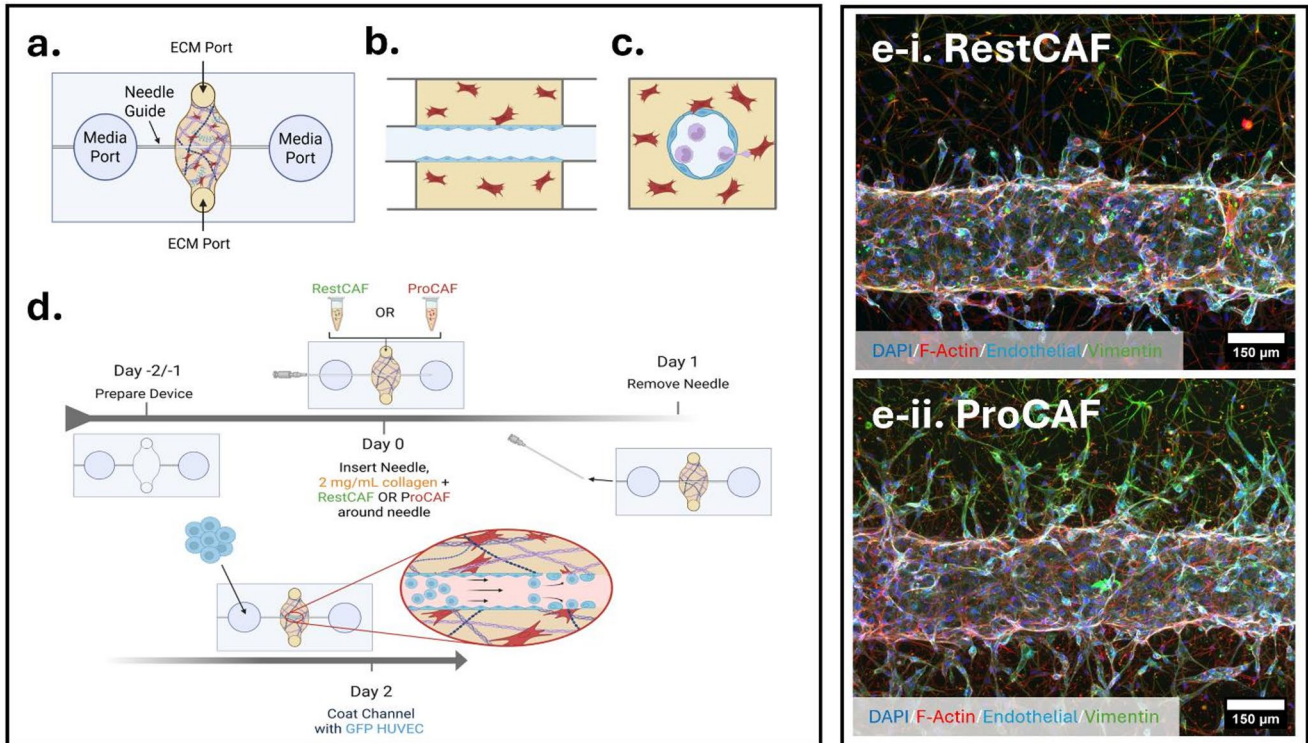 a.
ECM Port
Needle
Guide
Media
Port
Media
Port
ECM Port
b.
c.
d.
RestCAF
ProCAF
OR
Day -2/-1
Prepare Device
Day 1
Remove Needle
Day 0
Insert Needle,
2 mg/mL collagen +
RestCAF OR ProCAF
around needle
Day 2
Coat Channel
with GFP HUVEC
e-i. RestCAF
DAPI/F-Actin/Endothelial/Vimentin
150 µm
e-ii. ProCAF
DAPI/F-Actin/Endothelial/Vimentin
150 µm